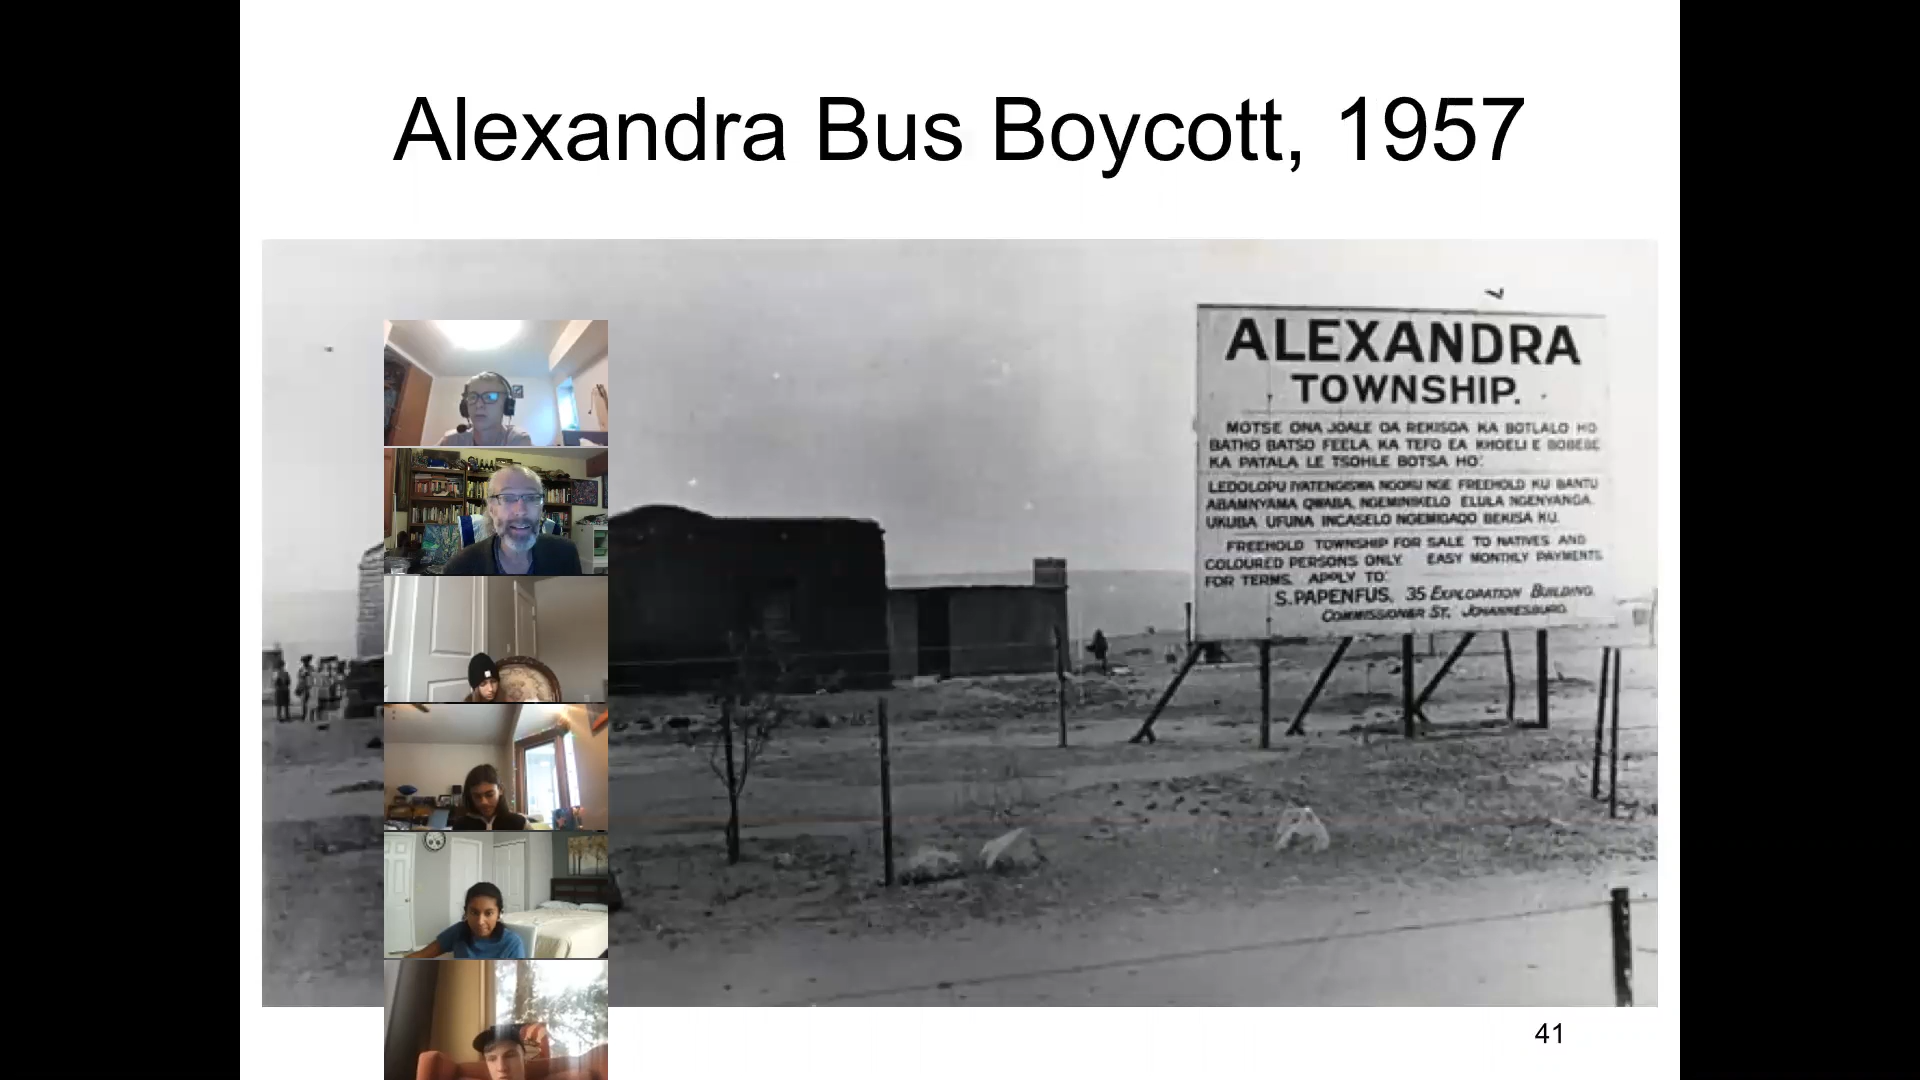 Alexandra Bus Boycott, 1957
ALEXANDRA
TOWNSHIP.
MOTSE ONA JOALE OA REKISOA KA BOTLALO HO
BATHO BATSO FEELA. KA TEFO EA KHOELI E BOBEBE
KA PATALA LE TSOHLE BOTSA HO:
LEDOLOPU IYATENGISWA NGOKU NGE FREEHOLD KU BANTU
ABAMNYAMA QWABA, NGEMINIKELO ELULA NGENYANGA.
UKUBA UFUNA INCASELO NGEMIGAQO BEKISA KU.
FREEHOLD TOWNSHIP FOR SALE TO NATIVES AND
COLOURED PERSONS ONLY. EASY MONTHLY PAYMENTS
FOR TERMS, APPLY TO:
S. PAPENFUS, 35 EXPLORATION BUILDING.
COMMISSIONER ST, JOHANNESBURG.
41